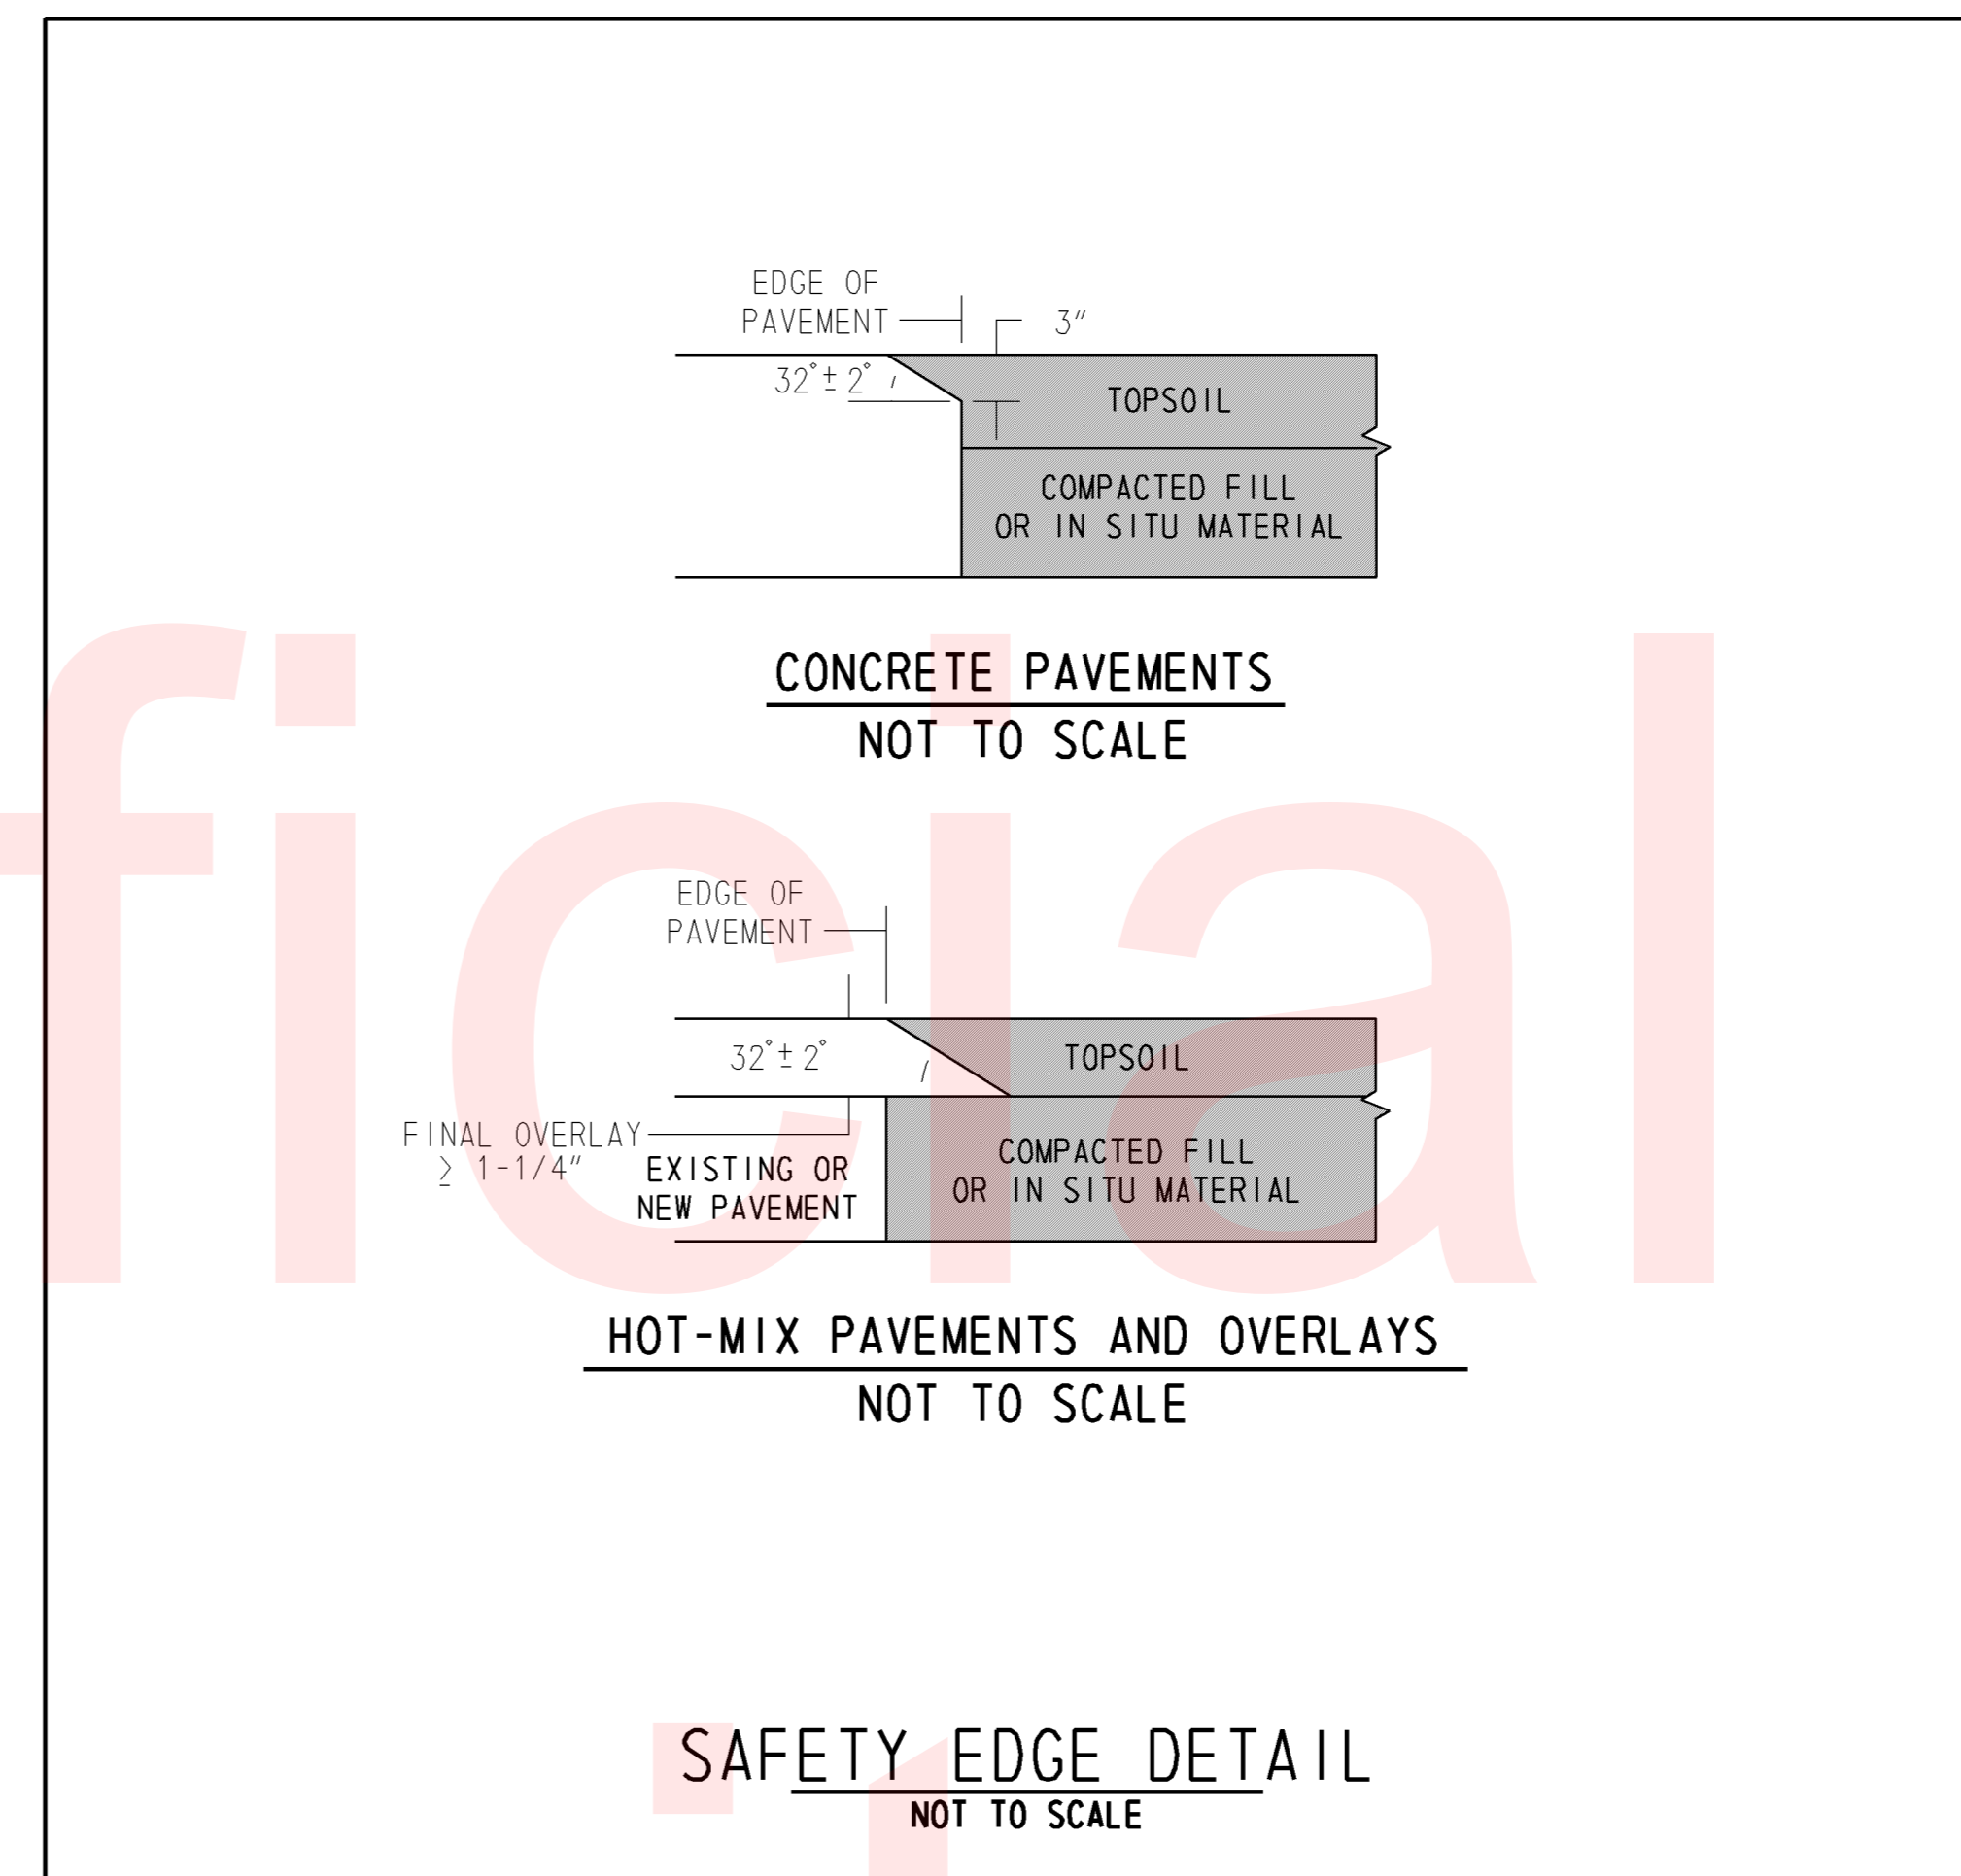 EDGE OF
PAVEMENT
3"
32°± 2°
TOPSOIL
COMPACTED FILL
OR IN SITU MATERIAL
CONCRETE PAVEMENTS
NOT TO SCALE
EDGE OF
PAVEMENT
32°± 2°
TOPSOIL
FINAL OVERLAY
≥ 1-1/4"
EXISTING OR
NEW PAVEMENT
COMPACTED FILL
OR IN SITU MATERIAL
HOT-MIX PAVEMENTS AND OVERLAYS
NOT TO SCALE
SAFETY EDGE DETAIL
NOT TO SCALE
ficial